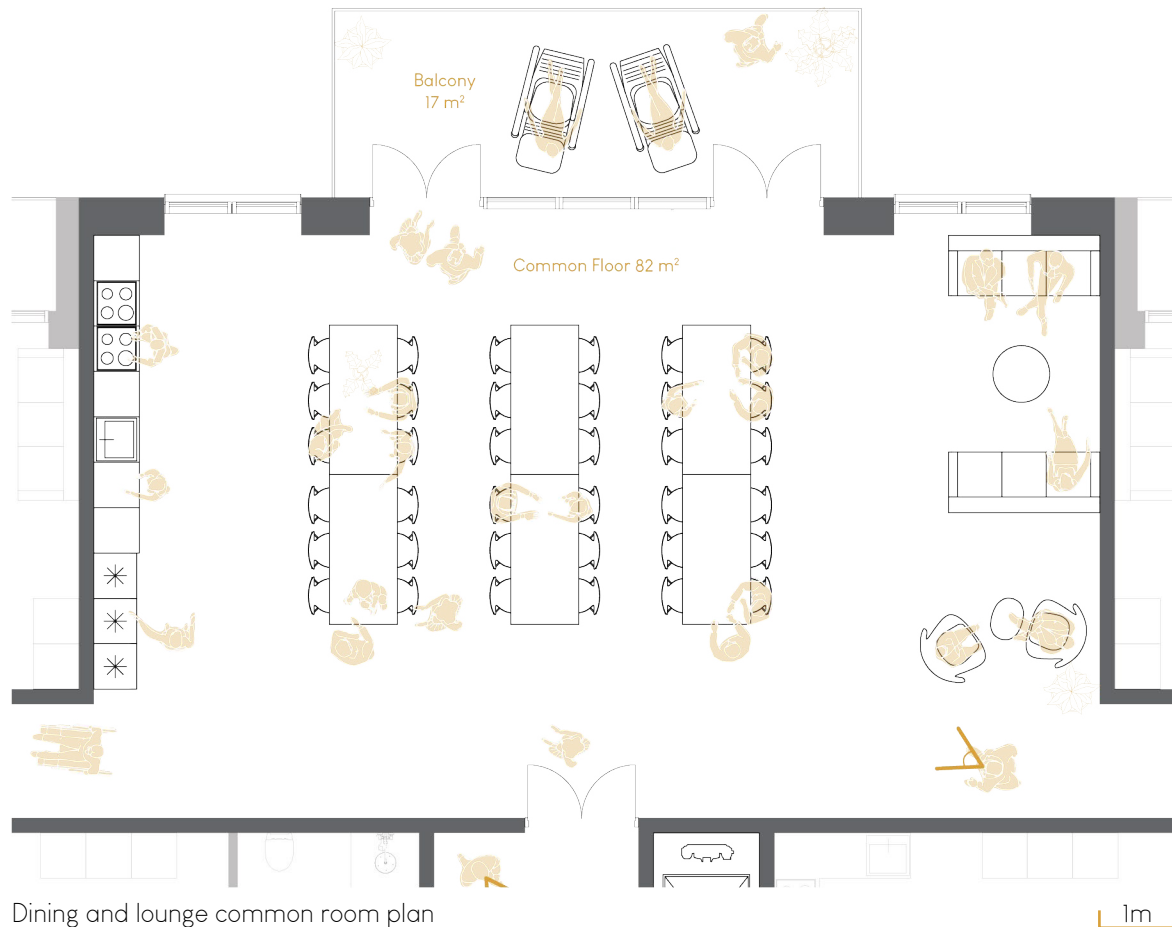 Balcony
17 m²
Common Floor 82 m²
Dining and lounge common room plan
1m